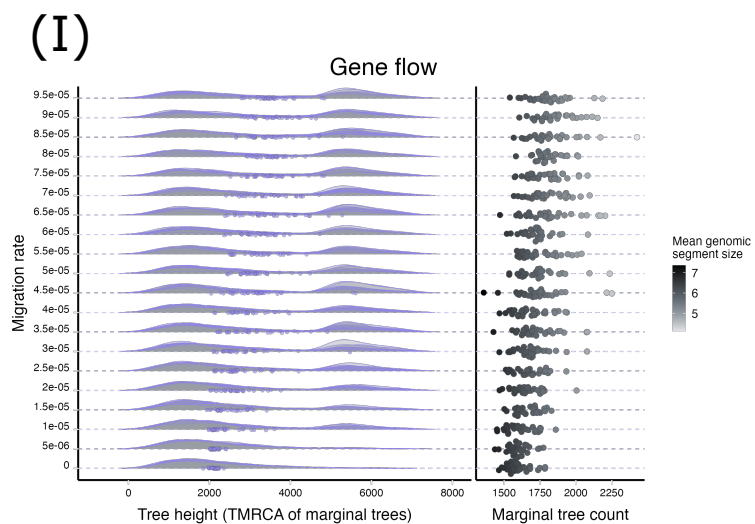 (I)
Gene flow
Migration rate
9.5e-05
9e-05
8.5e-05
8e-05
7.5e-05
7e-05
6.5e-05
6e-05
5.5e-05
5e-05
4.5e-05
4e-05
3.5e-05
3e-05
2.5e-05
2e-05
1.5e-05
1e-05
5e-06
0
0 2000 4000 6000 8000
Tree height (TMRCA of marginal trees)
1500 1750 2000 2250
Marginal tree count
Mean genomic
segment size
7
6
5